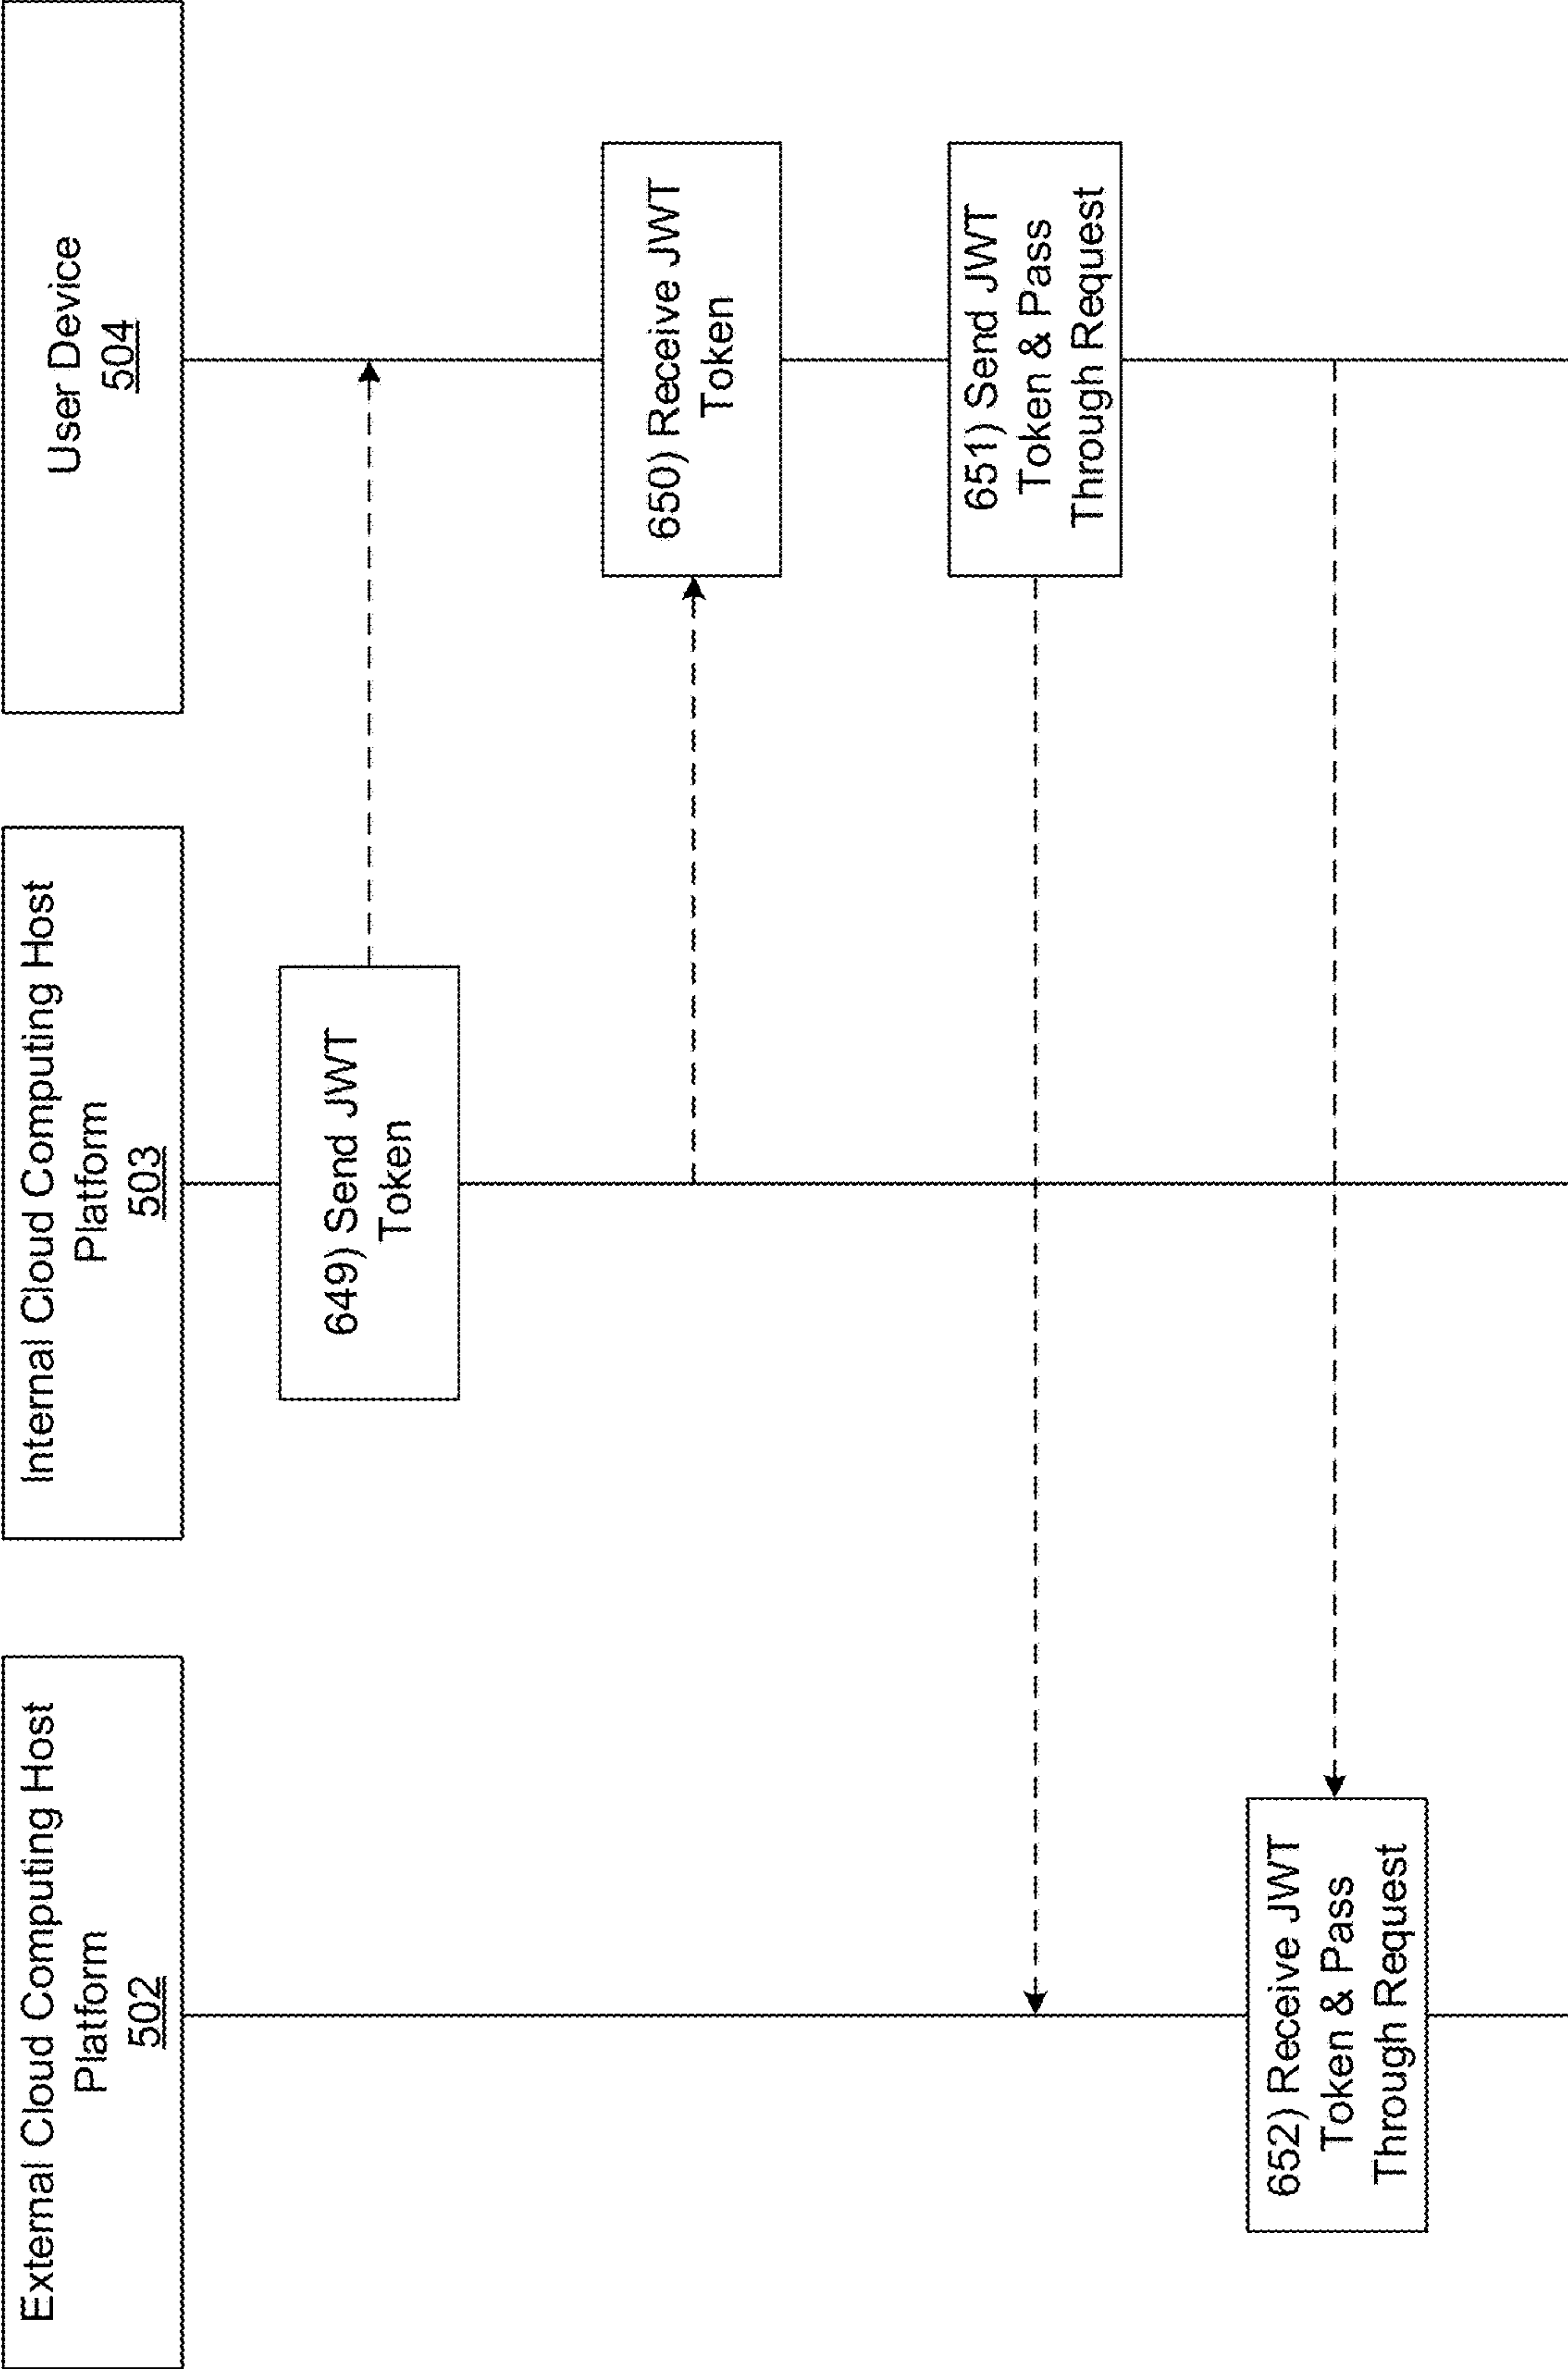 External Cloud Computing Host
Platform
502
Internal Cloud Computing Host
Platform
503
User Device
504
649) Send JWT
Token
650) Receive JWT
Token
651) Send JWT
Token & Pass
Through Request
652) Receive JWT
Token & Pass
Through Request